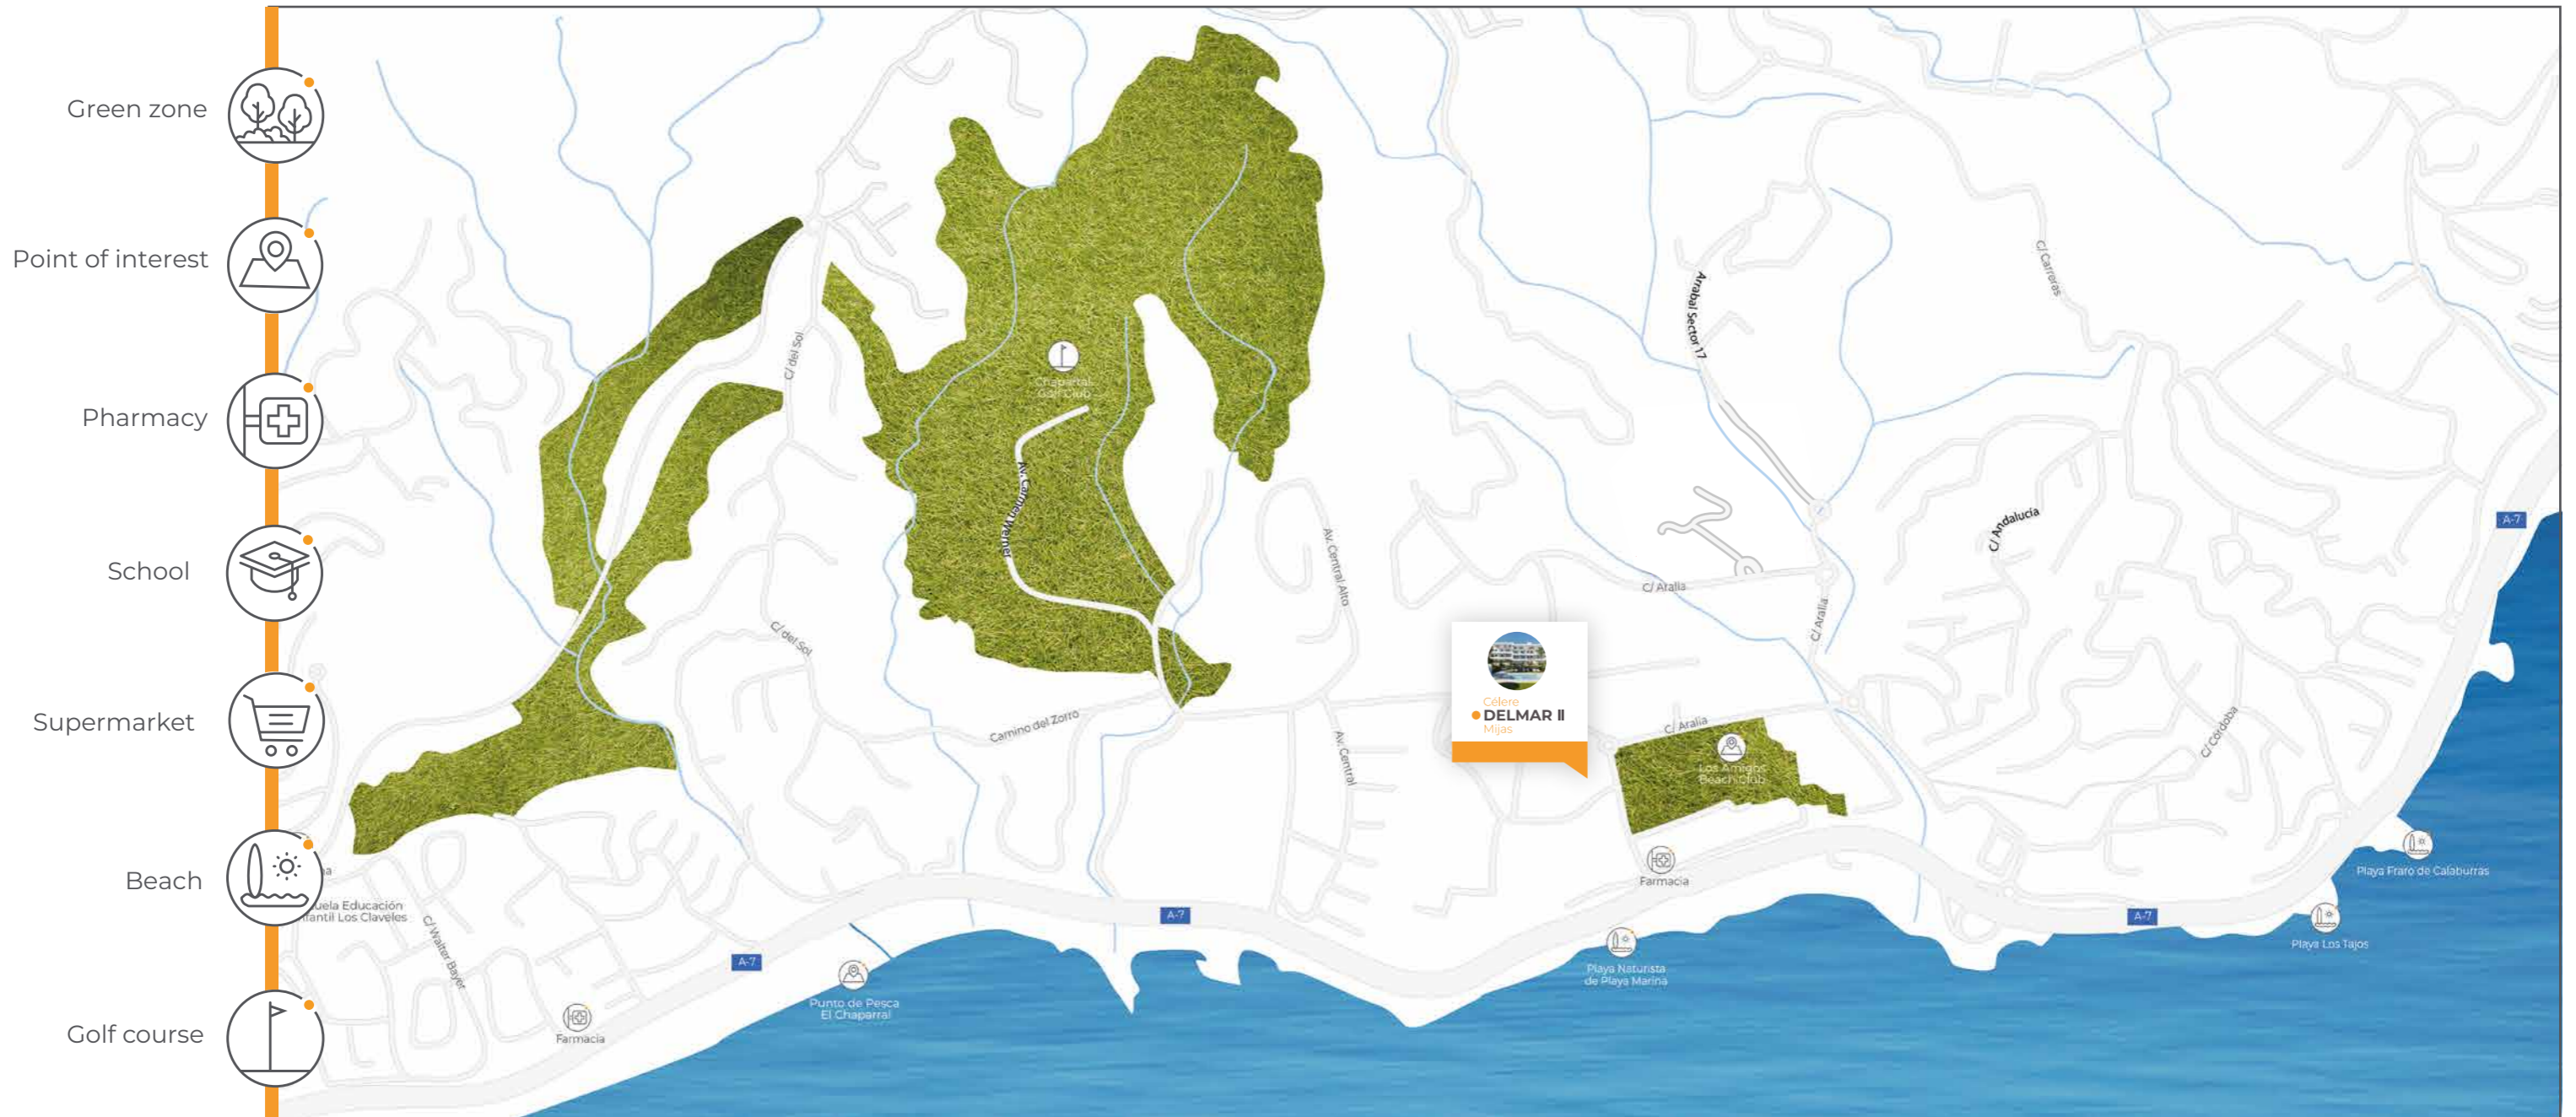 Green zone
Point of interest
Pharmacy
School
Supermarket
Beach
Golf course
C/ del Sol
Chaparral
Golf Club
Av. Carmen Werner
C/ del Sol
Camino del Zorro
Av. Central Alto
Av. Central
Arrabal Sector 17
C/ Carreras
C/ Andalucía
C/ Aralia
C/ Aralia
C/ Aralia
C/ Córdoba
Célere
DELMAR II
Mijas
Los Amigos
Beach Club
Farmacia
A-7
A-7
A-7
A-7
Educación
Los Claveles
C/ Walter Bayer
Farmacia
Punto de Pesca
El Chaparral
Playa Naturista
de Playa Marina
Playa Los Tajos
Playa Fraro de Calaburras